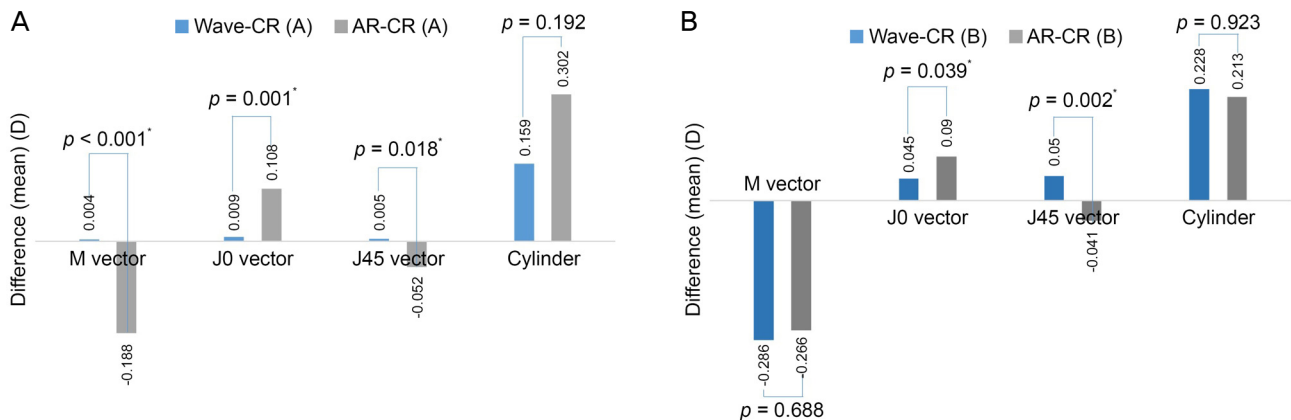 A
Wave-CR (A) AR-CR (A)
Difference (mean) (D)
p < 0.001*
0.004
-0.188
M vector
p = 0.001*
0.009
0.108
J0 vector
p = 0.018*
0.005
-0.052
J45 vector
p = 0.192
0.159
0.302
Cylinder
B
Wave-CR (B) AR-CR (B)
Difference (mean) (D)
M vector
-0.286
-0.266
p = 0.688
p = 0.039*
0.045
0.09
J0 vector
p = 0.002*
0.05
-0.041
J45 vector
p = 0.923
0.228
0.213
Cylinder